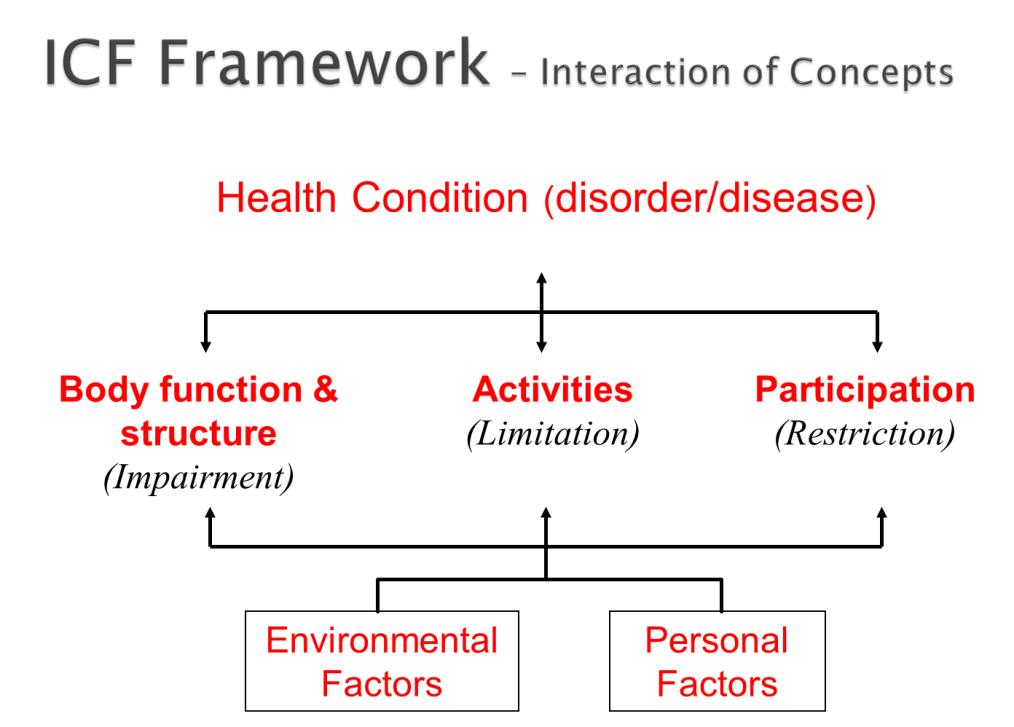 ICF Framework – Interaction of Concepts
Health Condition (disorder/disease)
Body function &
structure
(Impairment)
Activities
(Limitation)
Participation
(Restriction)
Environmental
Factors
Personal
Factors